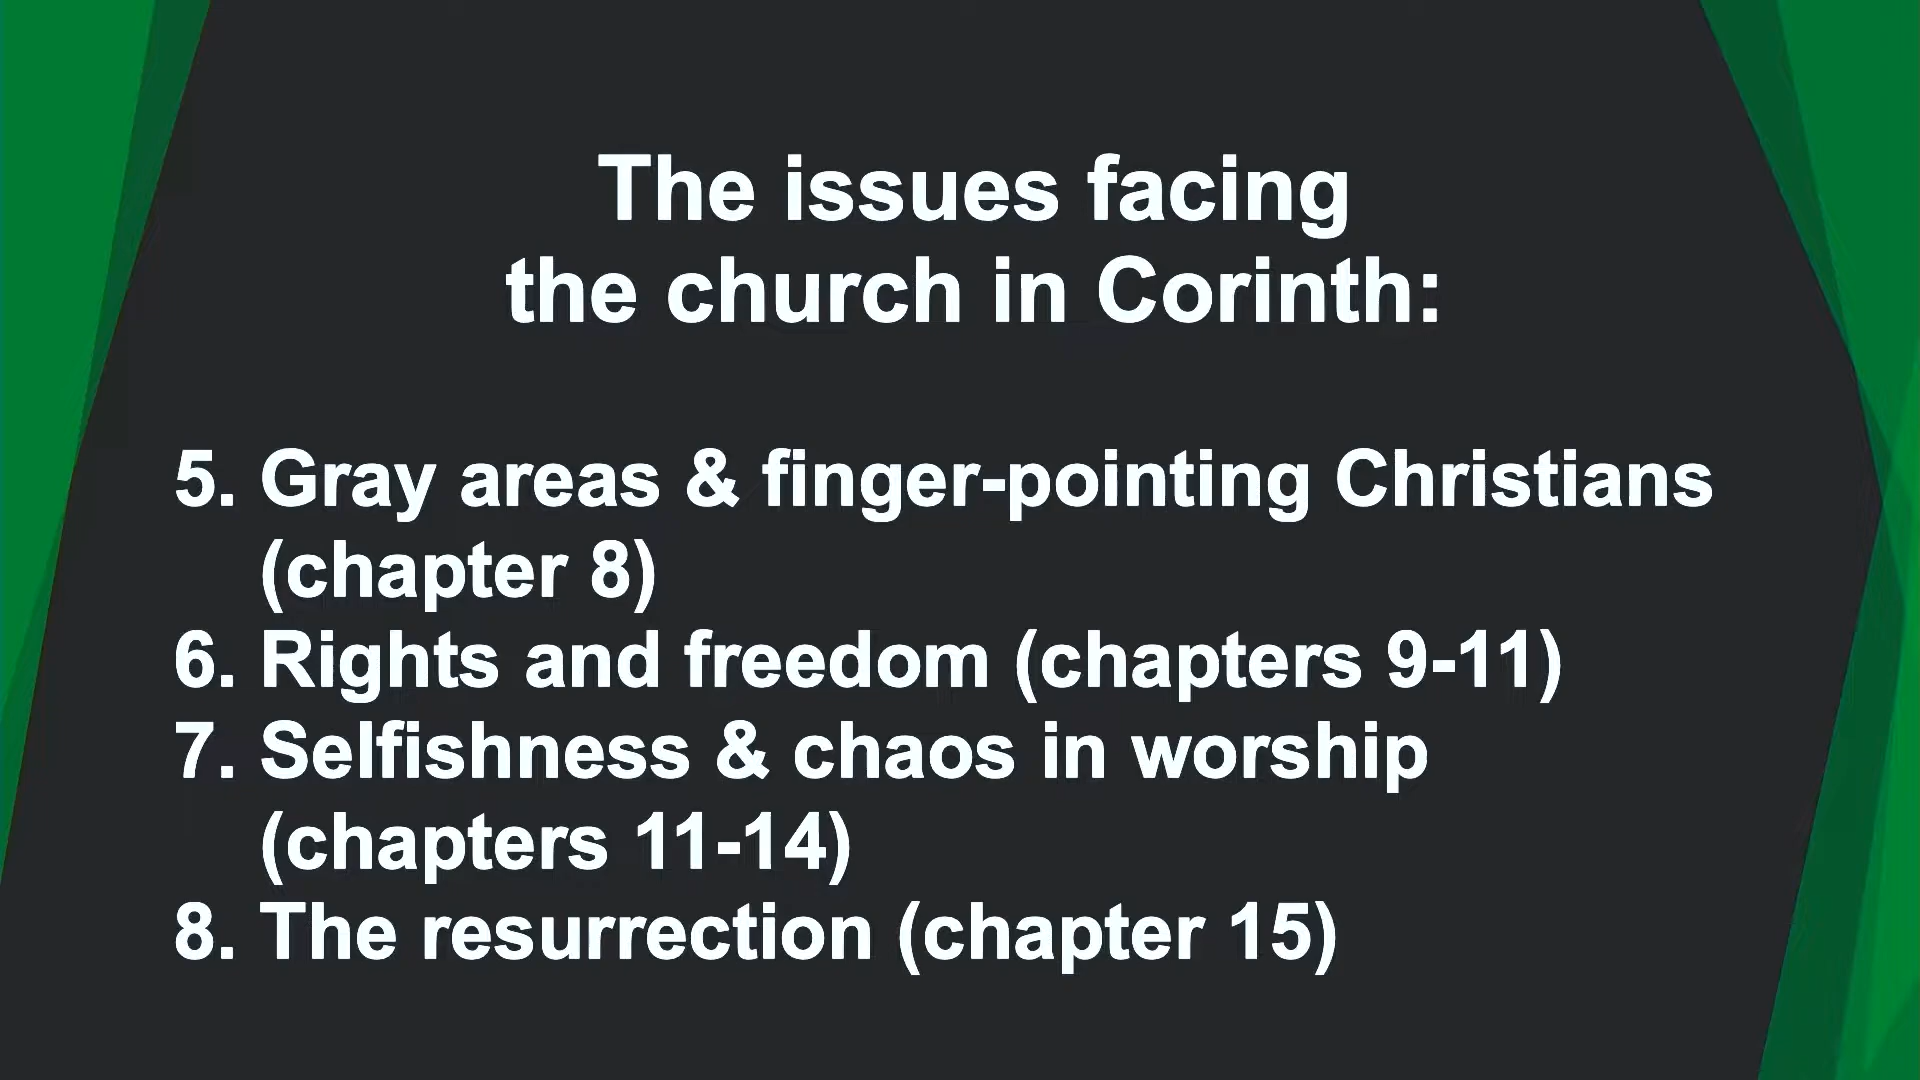 The issues facing
the church in Corinth:
5. Gray areas & finger-pointing Christians
(chapter 8)
6. Rights and freedom (chapters 9-11)
7. Selfishness & chaos in worship
(chapters 11-14)
8. The resurrection (chapter 15)